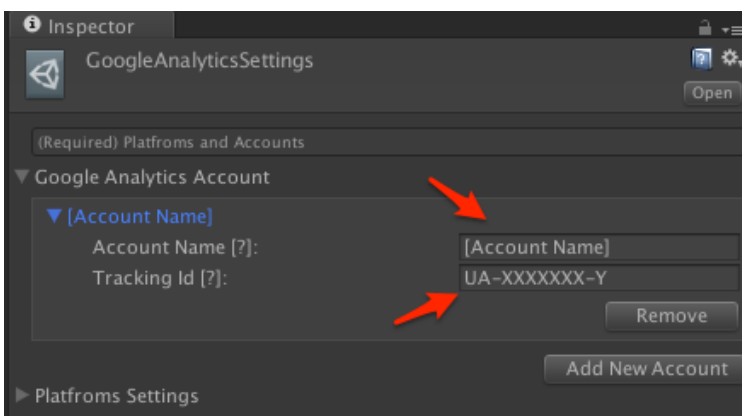 Inspector
GoogleAnalyticsSettings
Open
(Required) Platfroms and Accounts
Google Analytics Account
[Account Name]
Account Name [?]: [Account Name]
Tracking Id [?]: UA-XXXXXXX-Y
Remove
Add New Account
Platfroms Settings